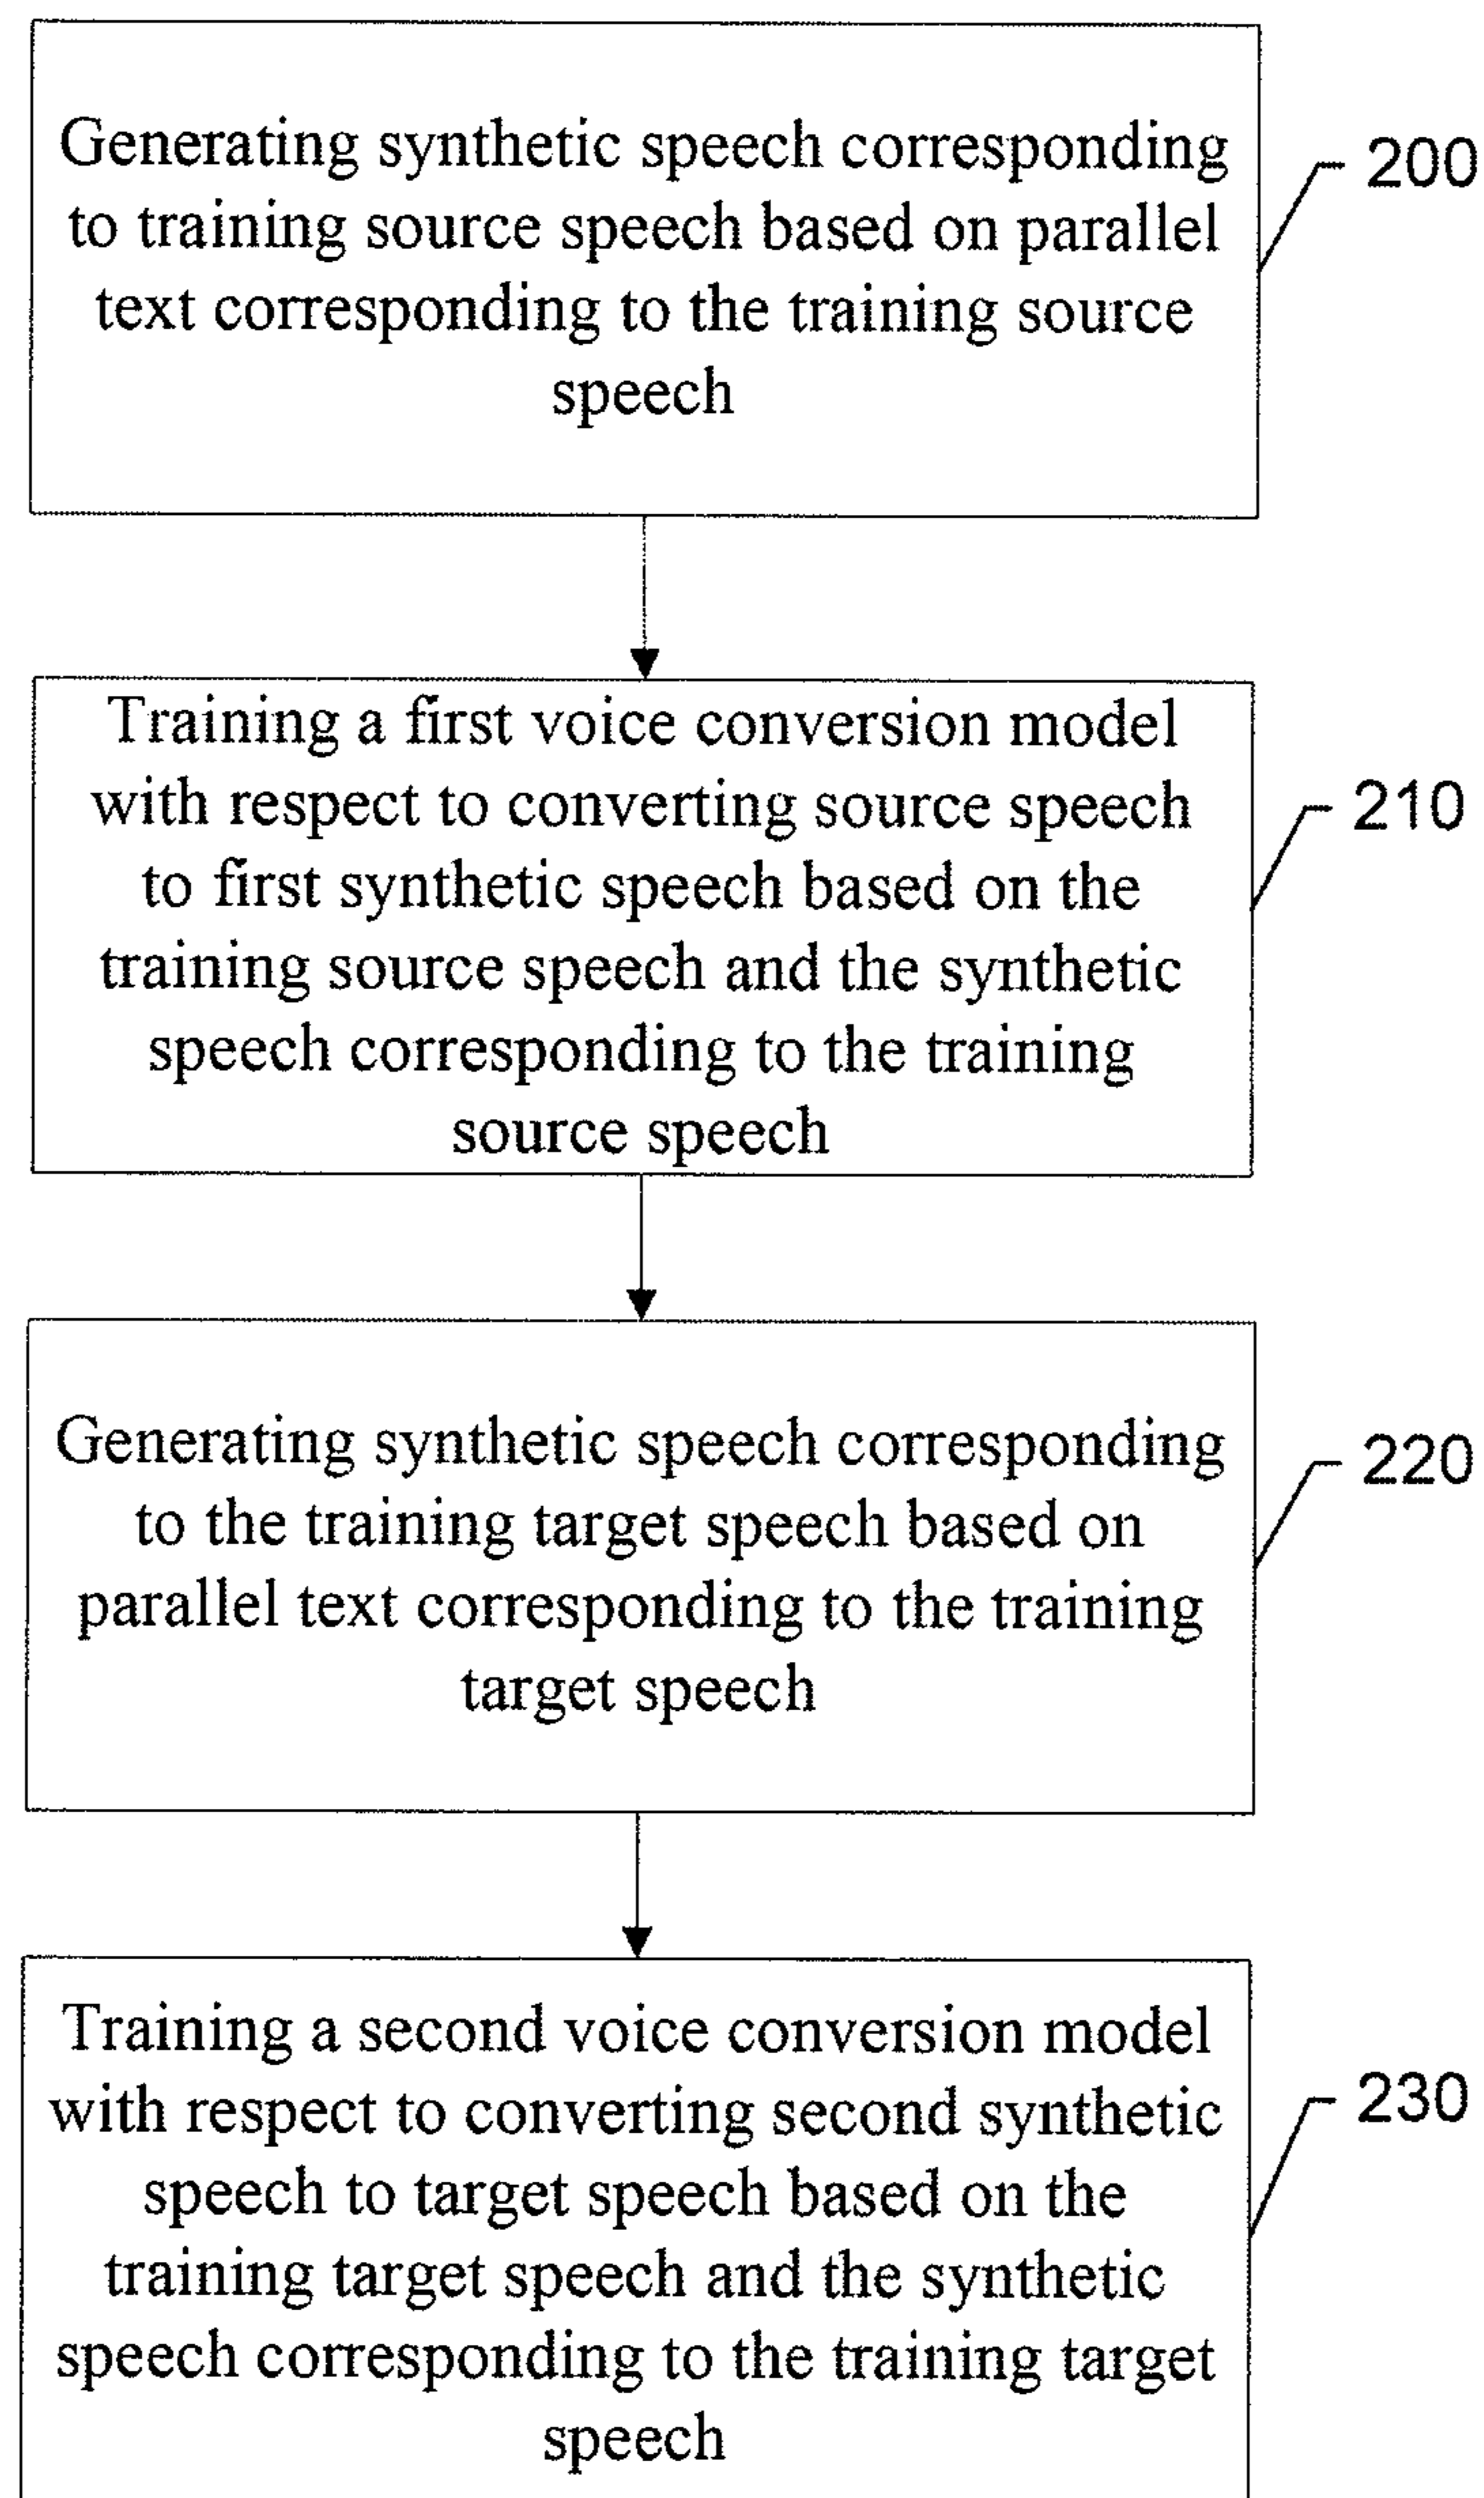 Generating synthetic speech corresponding
to training source speech based on parallel
text corresponding to the training source
speech
200
Training a first voice conversion model
with respect to converting source speech
to first synthetic speech based on the
training source speech and the synthetic
speech corresponding to the training
source speech
210
Generating synthetic speech corresponding
to the training target speech based on
parallel text corresponding to the training
target speech
220
Training a second voice conversion model
with respect to converting second synthetic
speech to target speech based on the
training target speech and the synthetic
speech corresponding to the training target
speech
230